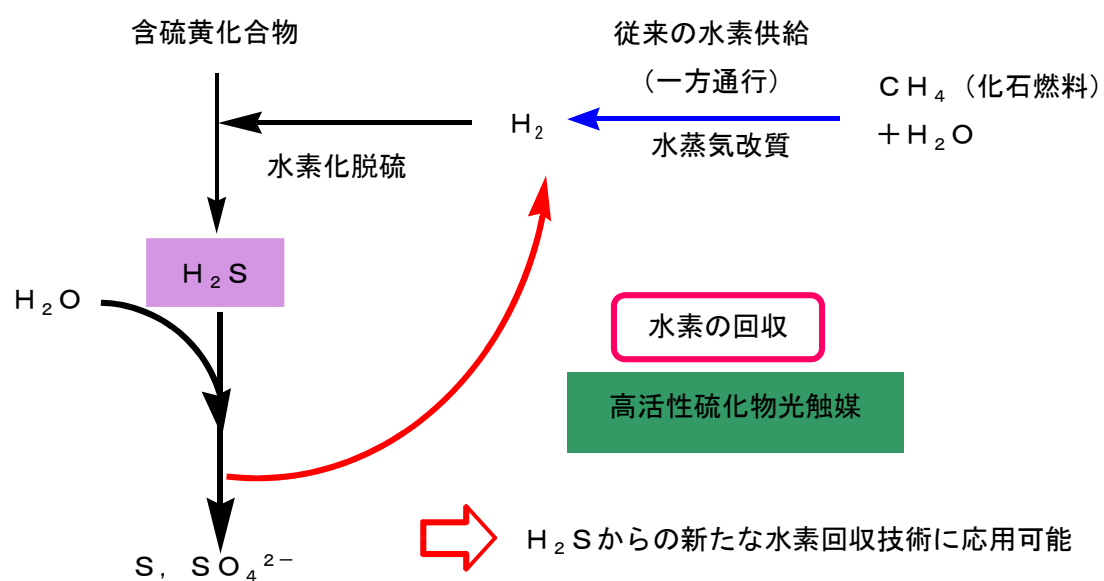 含硫黄化合物
従来の水素供給
（一方通行）
CH₄（化石燃料）
＋H₂O
H₂
水蒸気改質
水素化脱硫
H₂S
H₂O
水素の回収
高活性硫化物光触媒
H₂Sからの新たな水素回収技術に応用可能
S，SO₄²⁻